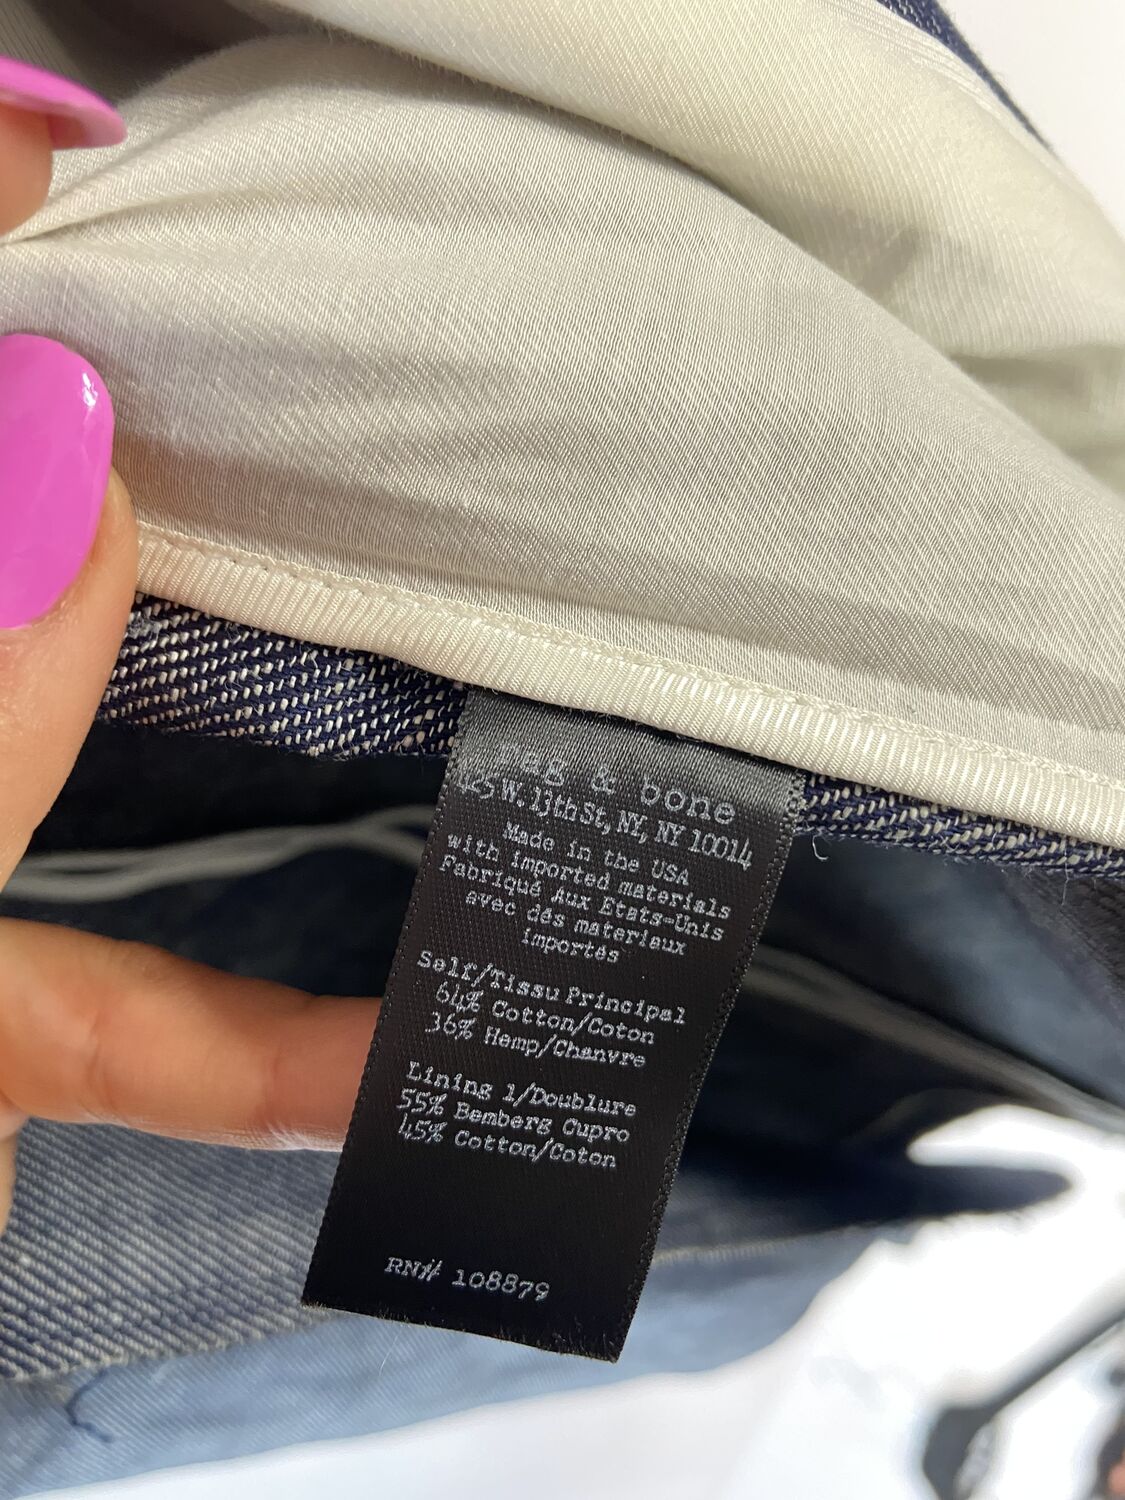 rag & bone
425 W. 13th St, NY, NY 10014
Made in the USA
with imported materials
Fabriqué Aux Etats-Unis
avec dés materiaux
importés
Self/Tissu Principal
64% Cotton/Coton
36% Hemp/Chanvre
Lining 1/Doublure
55% Bemberg Cupro
45% Cotton/Coton
RN# 108879